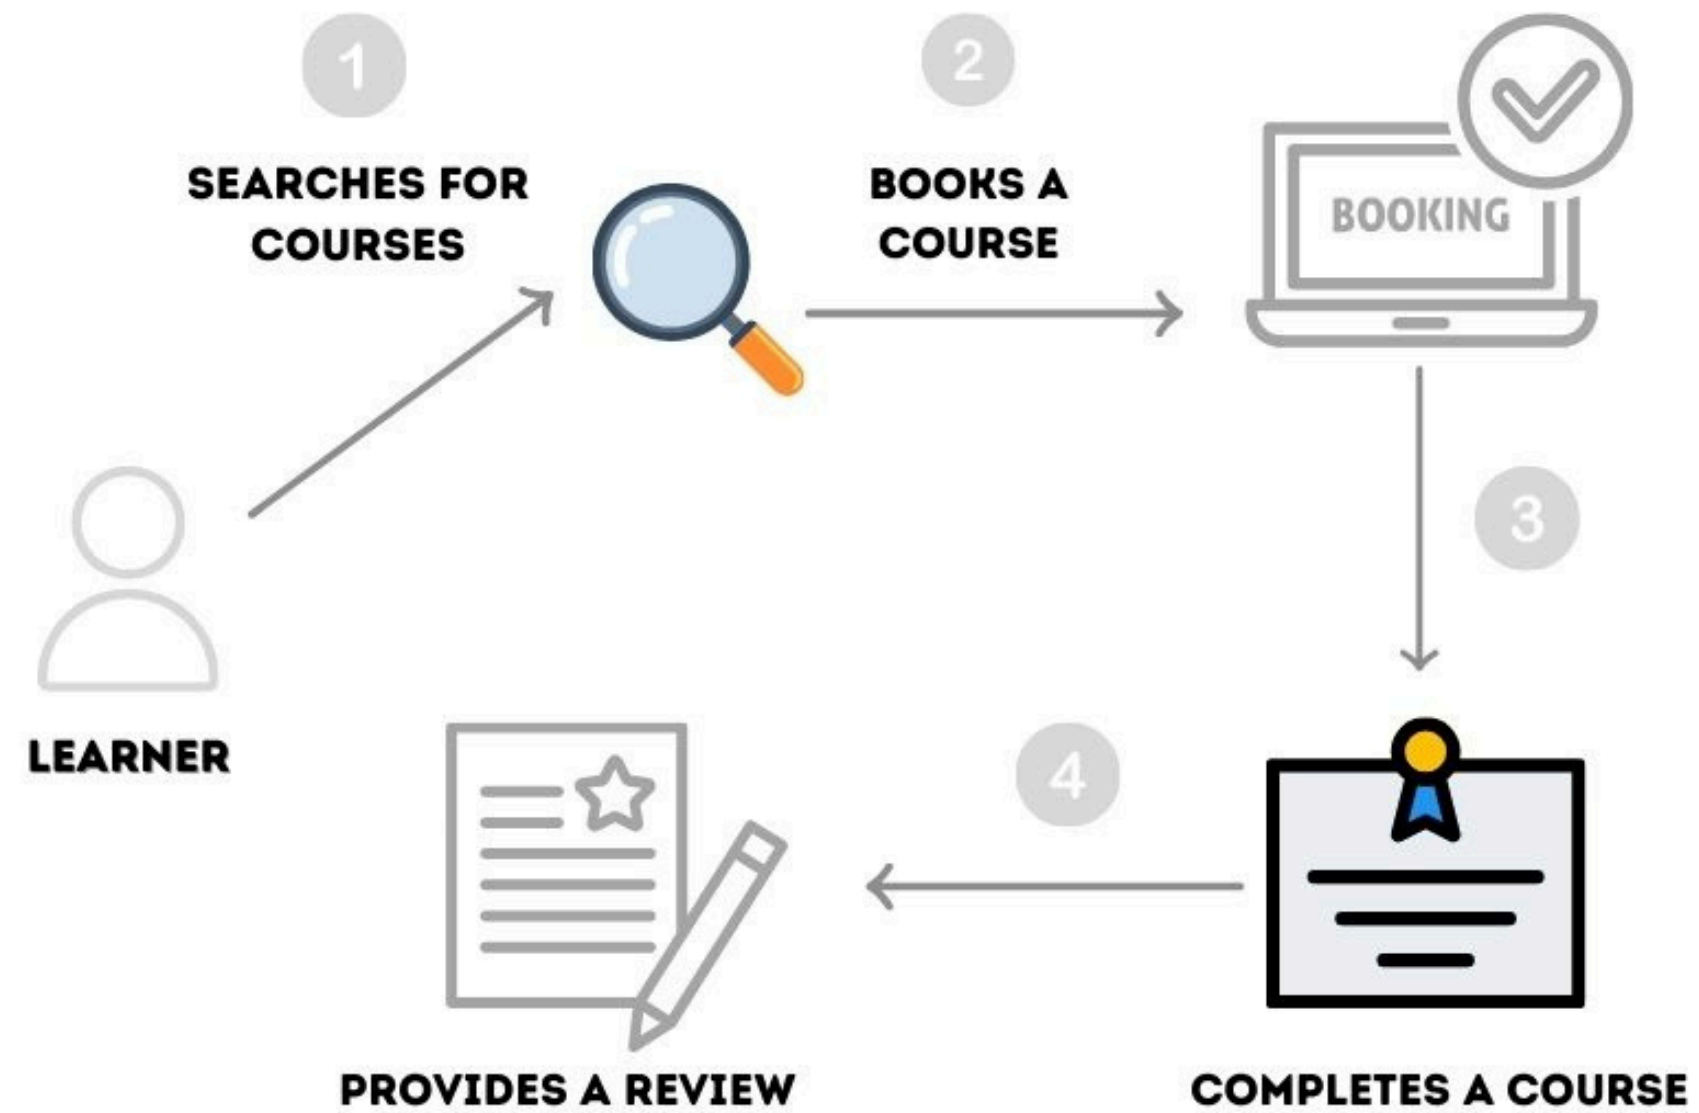 1
SEARCHES FOR
COURSES
2
BOOKS A
COURSE
BOOKING
3
LEARNER
4
PROVIDES A REVIEW
COMPLETES A COURSE